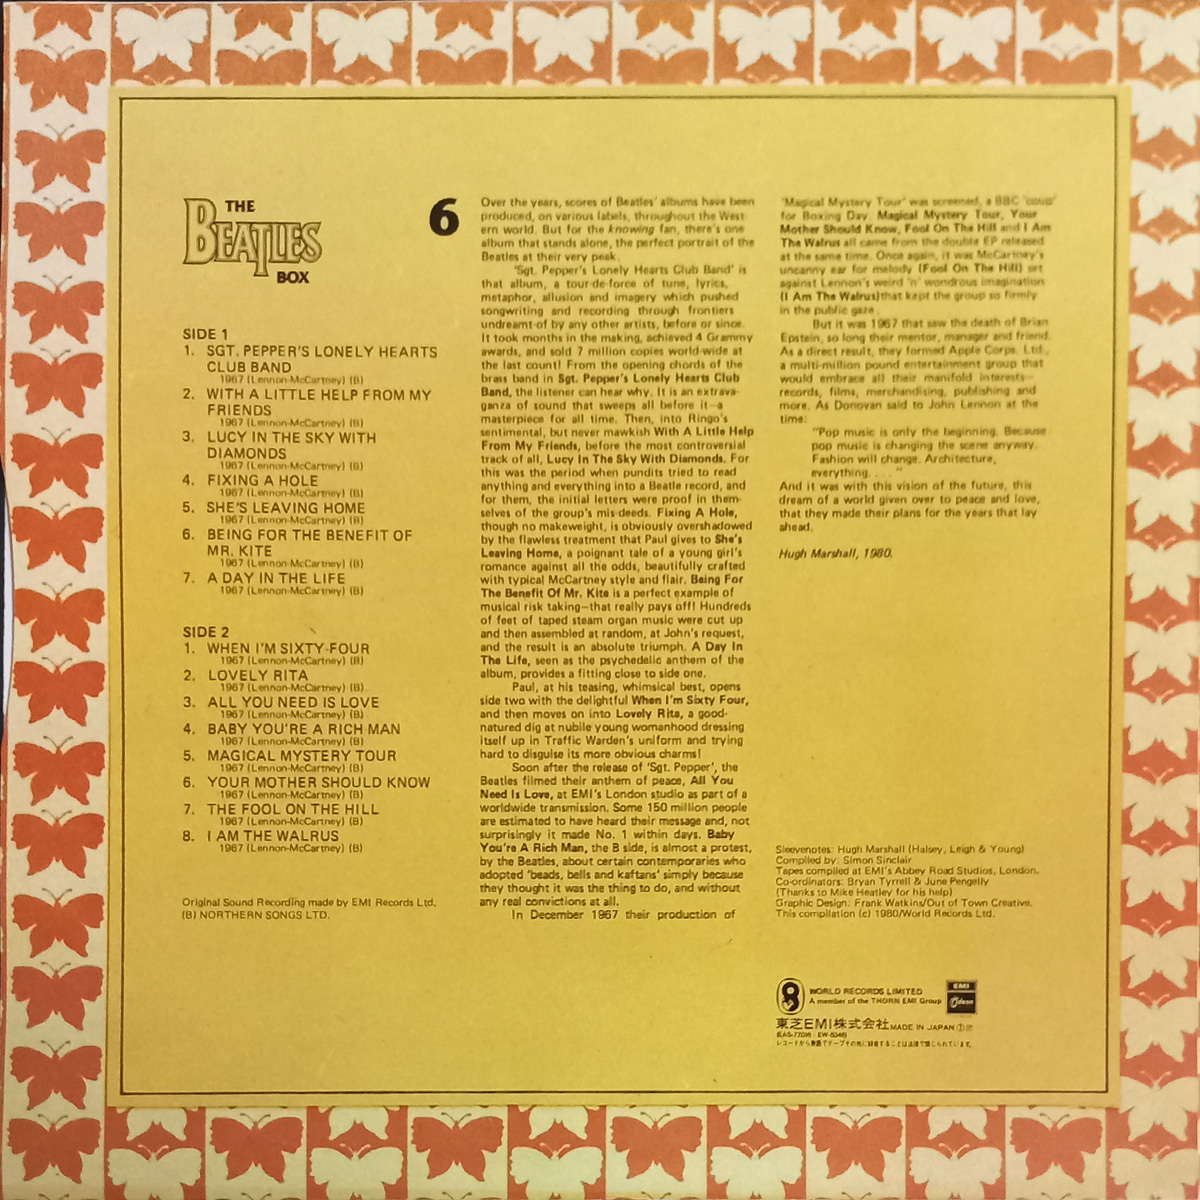 THE
BEATLES
BOX
6
SIDE 1
1. SGT. PEPPER'S LONELY HEARTS
CLUB BAND
1967 (Lennon-McCartney) (B)
2. WITH A LITTLE HELP FROM MY
FRIENDS
1967 (Lennon-McCartney) (B)
3. LUCY IN THE SKY WITH
DIAMONDS
1967 (Lennon-McCartney) (B)
4. FIXING A HOLE
1967 (Lennon-McCartney) (B)
5. SHE'S LEAVING HOME
1967 (Lennon-McCartney) (B)
6. BEING FOR THE BENEFIT OF
MR. KITE
1967 (Lennon-McCartney) (B)
7. A DAY IN THE LIFE
1967 (Lennon-McCartney) (B)
SIDE 2
1. WHEN I'M SIXTY-FOUR
1967 (Lennon-McCartney) (B)
2. LOVELY RITA
1967 (Lennon-McCartney) (B)
3. ALL YOU NEED IS LOVE
1967 (Lennon-McCartney) (B)
4. BABY YOU'RE A RICH MAN
1967 (Lennon-McCartney) (B)
5. MAGICAL MYSTERY TOUR
1967 (Lennon-McCartney) (B)
6. YOUR MOTHER SHOULD KNOW
1967 (Lennon-McCartney) (B)
7. THE FOOL ON THE HILL
1967 (Lennon-McCartney) (B)
8. I AM THE WALRUS
1967 (Lennon-McCartney) (B)
Original Sound Recording made by EMI Records Ltd.
(B) NORTHERN SONGS LTD.
Over the years, scores of Beatles' albums have been
produced, on various labels, throughout the West-
ern world. But for the knowing fan, there's one
album that stands alone, the perfect portrait of the
Beatles at their very peak.
'Sgt. Pepper's Lonely Hearts Club Band' is
that album, a tour-de-force of tune, lyrics,
metaphor, allusion and imagery which pushed
songwriting and recording through frontiers
undreamt-of by any other artists, before or since.
It took months in the making, achieved 4 Grammy
awards, and sold 7 million copies world-wide at
the last count! From the opening chords of the
brass band in Sgt. Pepper's Lonely Hearts Club
Band, the listener can hear why. It is an extrava-
ganza of sound that sweeps all before it—a
masterpiece for all time. Then, into Ringo's
sentimental, but never mawkish With A Little Help
From My Friends, before the most controversial
track of all, Lucy In The Sky With Diamonds. For
this was the period when pundits tried to read
anything and everything into a Beatle record, and
for them, the initial letters were proof in them-
selves of the group's mis-deeds. Fixing A Hole,
though no makeweight, is obviously overshadowed
by the flawless treatment that Paul gives to She's
Leaving Home, a poignant tale of a young girl's
romance against all the odds, beautifully crafted
with typical McCartney style and flair. Being For
The Benefit Of Mr. Kite is a perfect example of
musical risk taking—that really pays off! Hundreds
of feet of taped steam organ music were cut up
and then assembled at random, at John's request,
and the result is an absolute triumph. A Day In
The Life, seen as the psychedelic anthem of the
album, provides a fitting close to side one.
Paul, at his teasing, whimsical best, opens
side two with the delightful When I'm Sixty Four,
and then moves on into Lovely Rita, a good-
natured dig at nubile young womanhood dressing
itself up in Traffic Warden's uniform and trying
hard to disguise its more obvious charms!
Soon after the release of 'Sgt. Pepper', the
Beatles filmed their anthem of peace, All You
Need Is Love, at EMI's London studio as part of a
worldwide transmission. Some 150 million people
are estimated to have heard their message and, not
surprisingly it made No. 1 within days. Baby
You're A Rich Man, the B side, is almost a protest,
by the Beatles, about certain contemporaries who
adopted 'beads, bells and kaftans' simply because
they thought it was the thing to do, and without
any real convictions at all.
In December 1967 their production of
'Magical Mystery Tour' was screened, a BBC 'coup'
for Boxing Day. Magical Mystery Tour, Your
Mother Should Know, Fool On The Hill and I Am
The Walrus all came from the double EP released
at the same time. Once again, it was McCartney's
uncanny ear for melody (Fool On The Hill) set
against Lennon's weird 'n' wondrous imagination
(I Am The Walrus)that kept the group so firmly
in the public gaze.
But it was 1967 that saw the death of Brian
Epstein, so long their mentor, manager and friend.
As a direct result, they formed Apple Corps. Ltd.,
a multi-million pound entertainment group that
would embrace all their manifold interests—
records, films, merchandising, publishing and
more. As Donovan said to John Lennon at the
time:
"Pop music is only the beginning. Because
pop music is changing the scene anyway.
Fashion will change. Architecture,
everything. . . ."
And it was with this vision of the future, this
dream of a world given over to peace and love,
that they made their plans for the years that lay
ahead.
Hugh Marshall, 1980.
Sleevenotes: Hugh Marshall (Halsey, Leigh & Young)
Compiled by: Simon Sinclair
Tapes compiled at EMI's Abbey Road Studios, London.
Co-ordinators: Bryan Tyrrell & June Pengelly
(Thanks to Mike Heatley for his help)
Graphic Design: Frank Watkins/Out of Town Creative.
This compilation (c) 1980/World Records Ltd.
WORLD RECORDS LIMITED
A member of the THORN EMI Group
EMI
Odeon
東芝EMI株式会社 MADE IN JAPAN
レコードから無断でテープその他に録音することは法律で禁じられています。